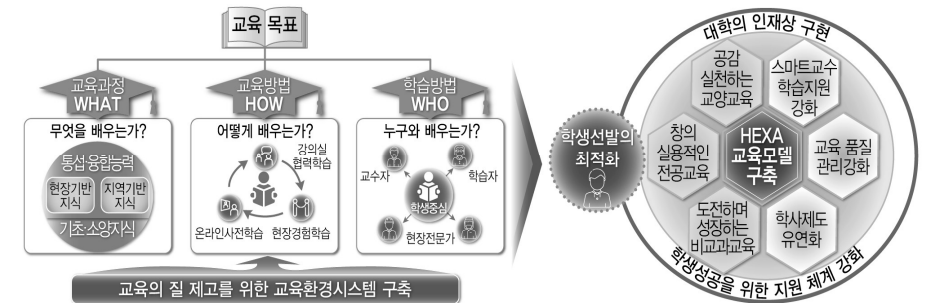 교육 목표
교육과정
WHAT
무엇을 배우는가?
통섭·융합능력
현장기반
지식
지역기반
지식
기초·소양지식
교육방법
HOW
어떻게 배우는가?
강의실
협력학습
온라인사전학습
현장경험학습
학습방법
WHO
누구와 배우는가?
교수자
학습자
학생중심
현장전문가
교육의 질 제고를 위한 교육환경시스템 구축
학생선발의
최적화
대학의 인재상 구현
공감
실천하는
교양교육
스마트교수
학습지원
강화
창의
실용적인
전공교육
HEXA
교육모델
구축
교육 품질
관리강화
도전하며
성장하는
비교과교육
학사제도
유연화
학생성공을 위한 지원 체계 강화